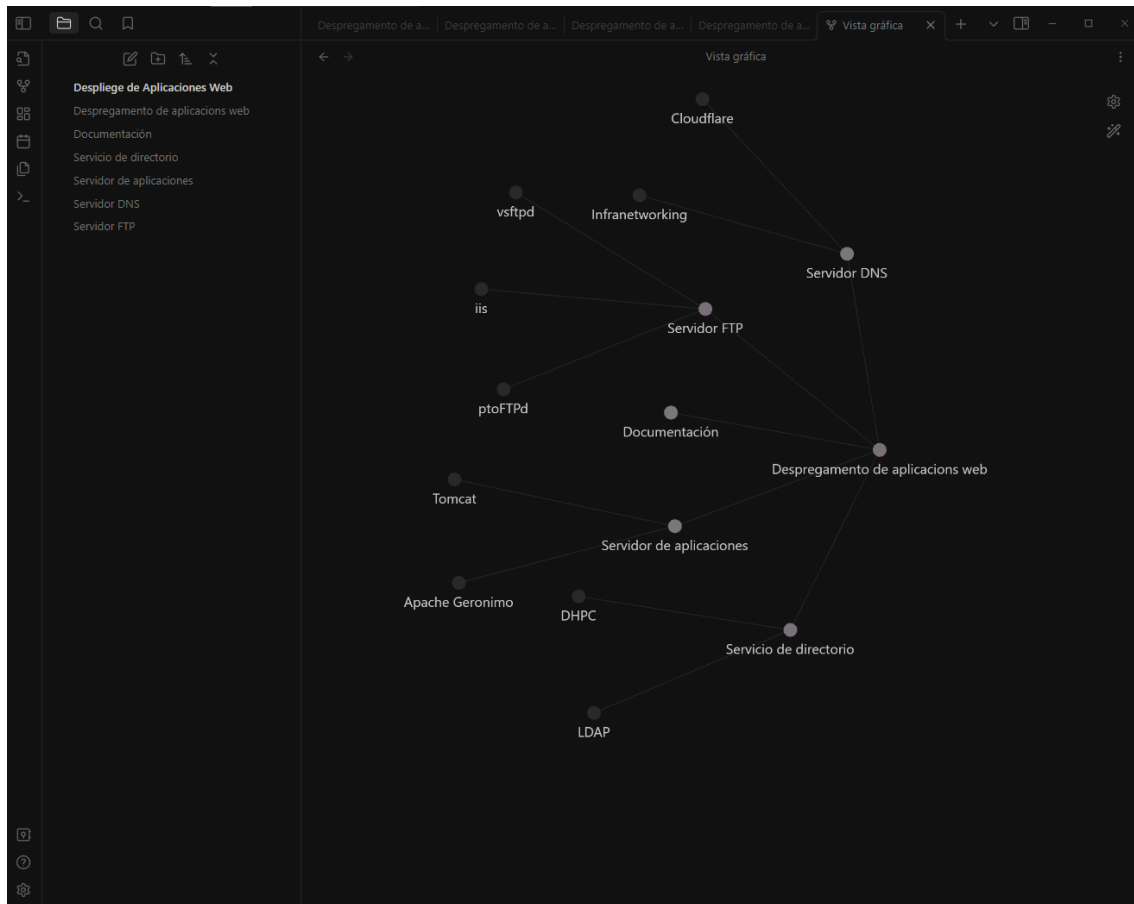 Despregamento de a...
Despregamento de a...
Despregamento de a...
Despregamento de a...
Vista gráfica
Vista gráfica
Despliege de Aplicaciones Web
Despregamento de aplicacions web
Documentación
Servicio de directorio
Servidor de aplicaciones
Servidor DNS
Servidor FTP
Cloudflare
vsftpd
Infranetworking
Servidor DNS
iis
Servidor FTP
ptoFTPd
Documentación
Despregamento de aplicacions web
Tomcat
Servidor de aplicaciones
Apache Geronimo
DHPC
Servicio de directorio
LDAP